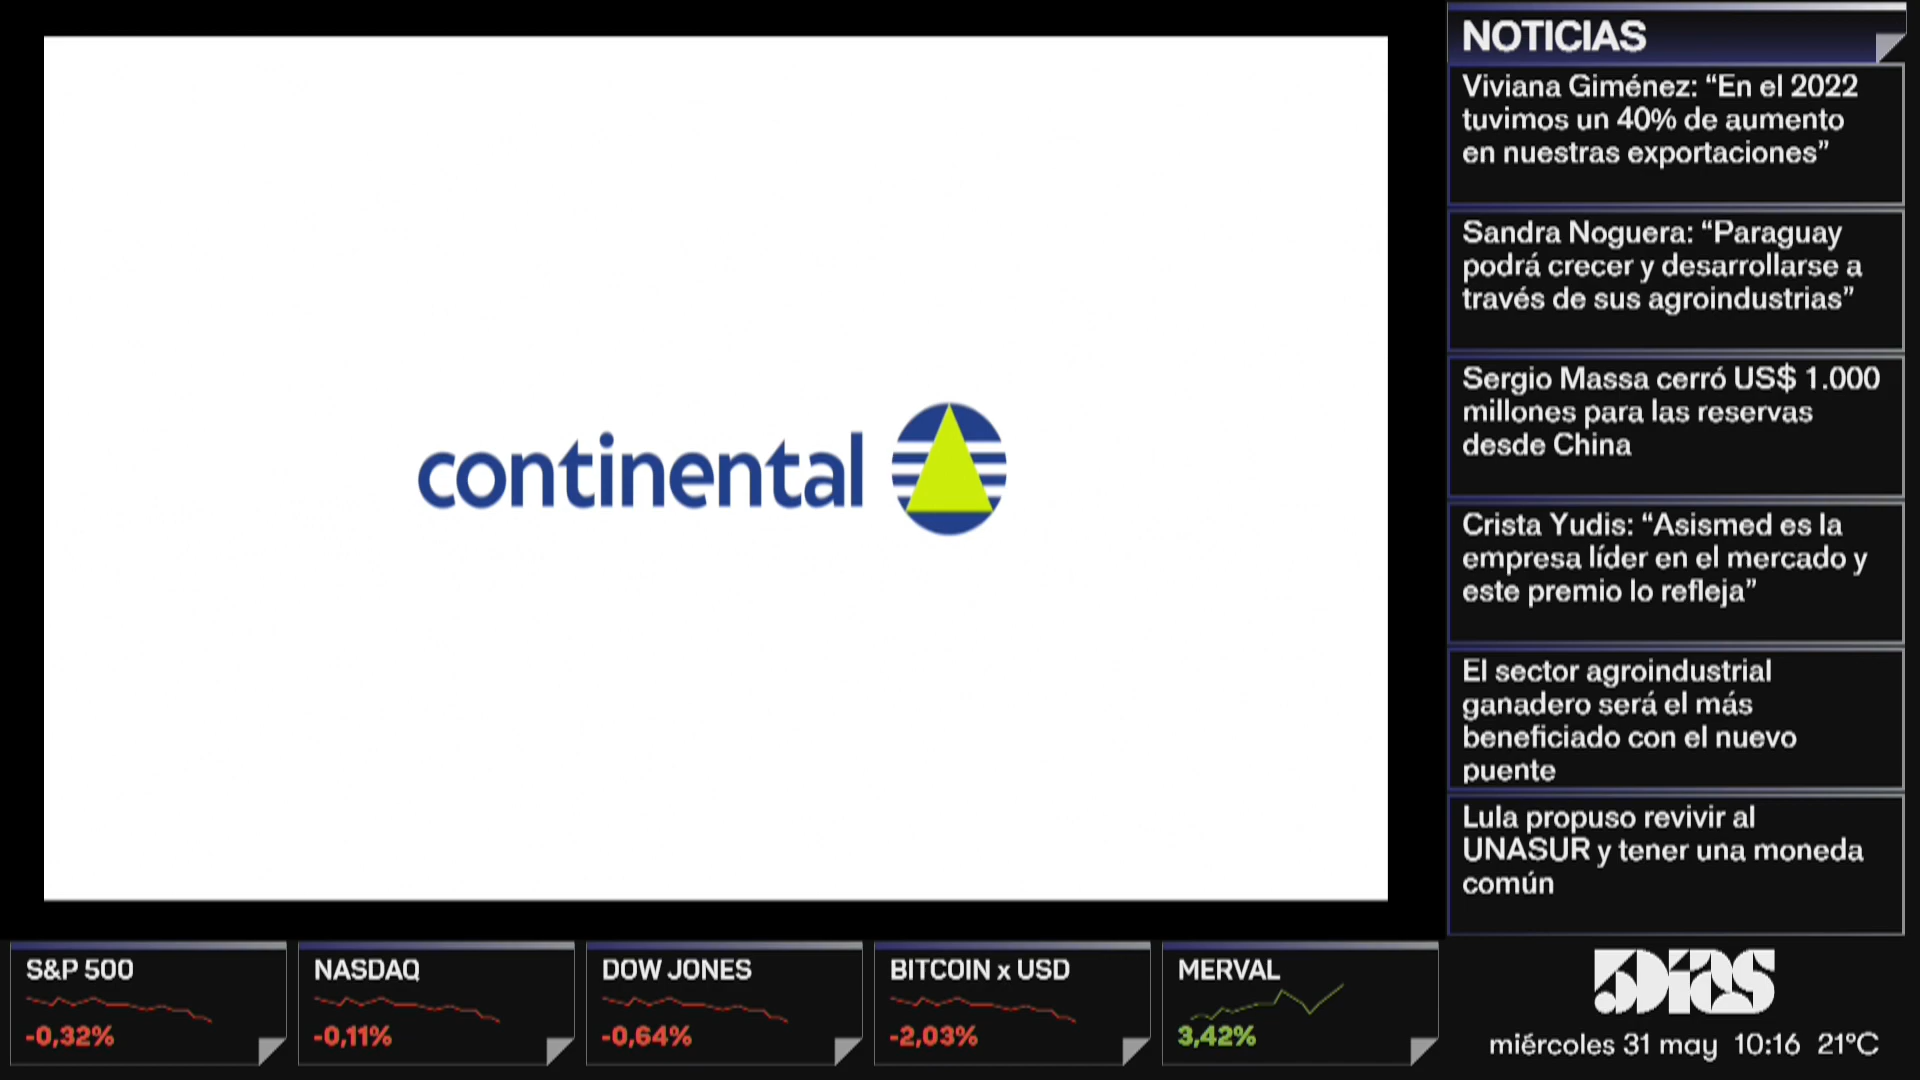 continental
NOTICIAS
Viviana Giménez: “En el 2022
tuvimos un 40% de aumento
en nuestras exportaciones”
Sandra Noguera: “Paraguay
podrá crecer y desarrollarse a
través de sus agroindustrias”
Sergio Massa cerró US$ 1.000
millones para las reservas
desde China
Crista Yudis: “Asismed es la
empresa líder en el mercado y
este premio lo refleja”
El sector agroindustrial
ganadero será el más
beneficiado con el nuevo
puente
Lula propuso revivir al
UNASUR y tener una moneda
común
S&P 500
-0,32%
NASDAQ
-0,11%
DOW JONES
-0,64%
BITCOIN x USD
-2,03%
MERVAL
3,42%
5DIAS
miércoles 31 may 10:16 21°C